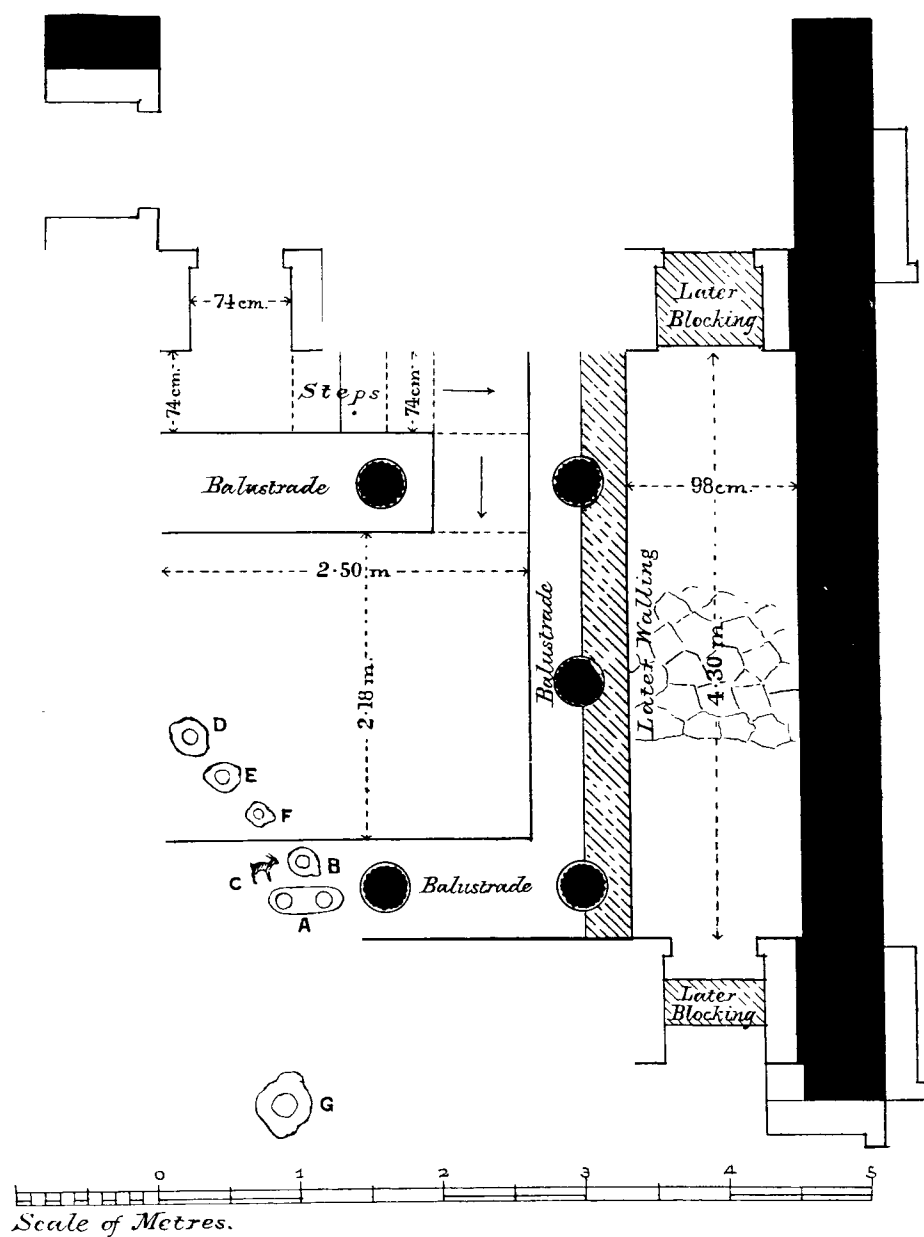 Later
Blocking
74 cm.
74 cm.
Steps
74 cm
Balustrade
98 cm.
2·50 m
Balustrade
Later Walling
4·30 m.
2·18 m.
D
E
F
B
C
A
Balustrade
Later
Blocking
G
0 1 2 3 4 5
Scale of Metres.